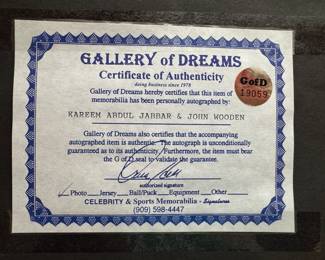 GALLERY of DREAMS
Certificate of Authenticity
doing business since 1978
GofD
19059
Gallery of Dreams hereby certifies that this item of
memorabilia has been personally autographed by:
KAREEM ABDUL JABBAR & JOHN WOODEN
Gallery of Dreams also certifies that the accompanying
autographed item is authentic. The autograph is unconditionally
guaranteed as to its authenticity. Furthermore, the item must bear
the G of D seal to validate the guarantee.
authorized signature
Photo Jersey Ball/Puck Equipment Other
CELEBRITY & Sports Memorabilia - Signatures
(909) 598-4447